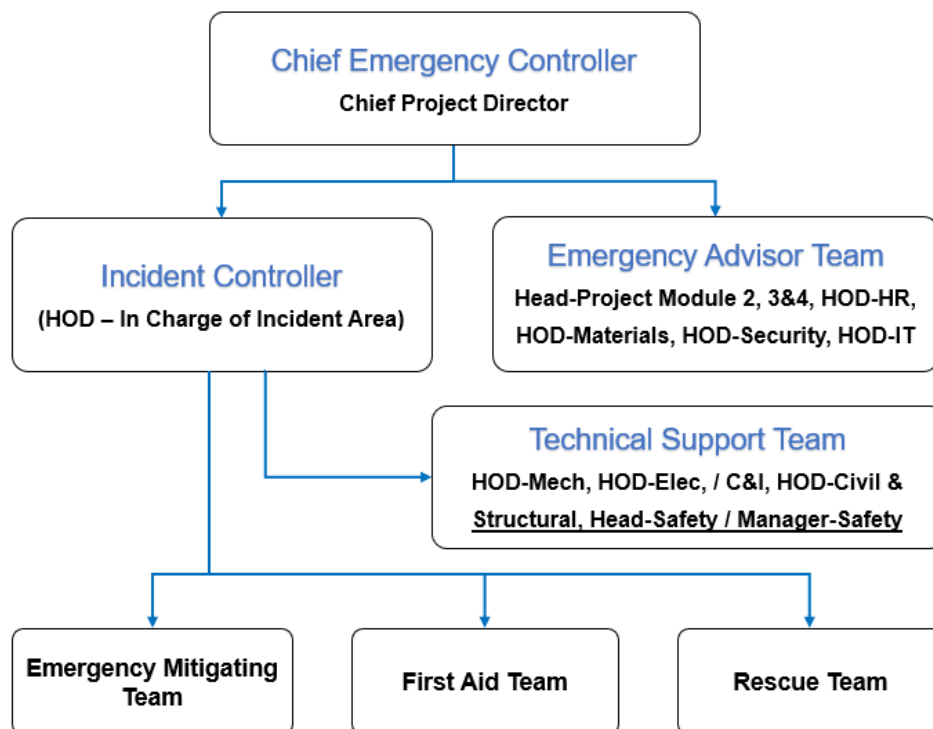 Chief Emergency Controller
Chief Project Director
Incident Controller
(HOD – In Charge of Incident Area)
Emergency Advisor Team
Head-Project Module 2, 3&4, HOD-HR,
HOD-Materials, HOD-Security, HOD-IT
Technical Support Team
HOD-Mech, HOD-Elec, / C&I, HOD-Civil &
Structural, Head-Safety / Manager-Safety
Emergency Mitigating
Team
First Aid Team
Rescue Team